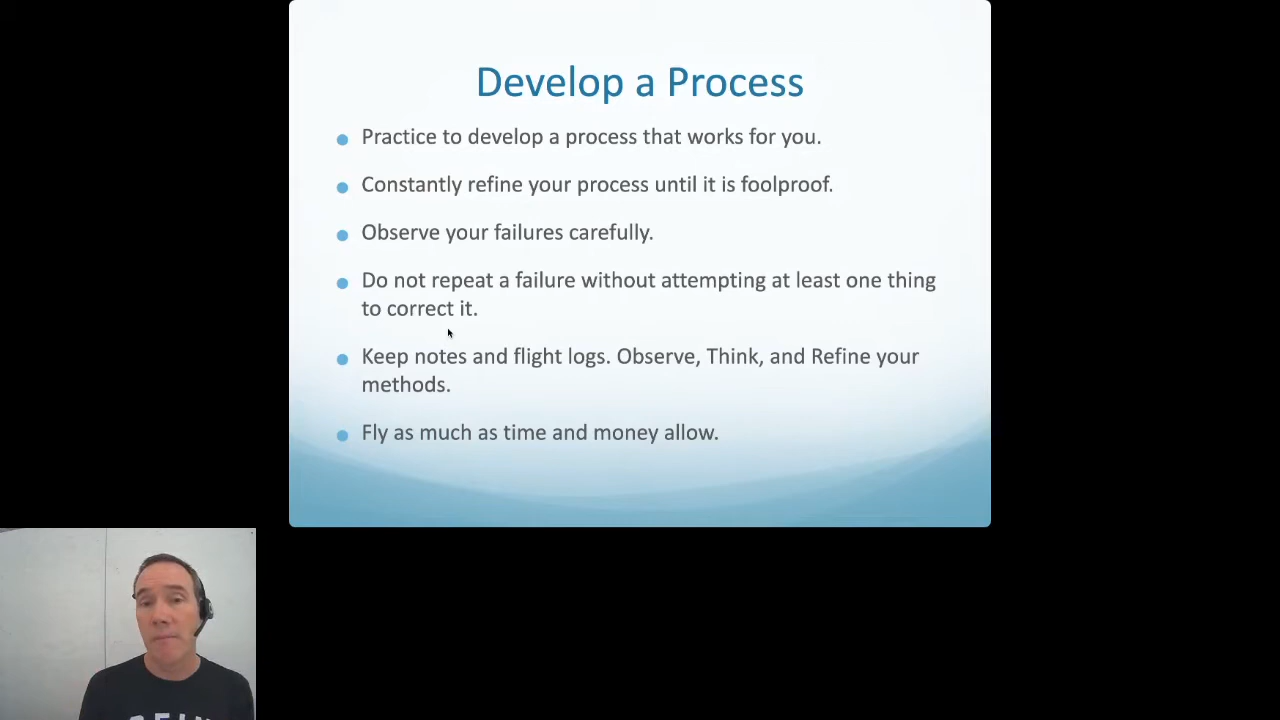 Develop a Process
Practice to develop a process that works for you.
Constantly refine your process until it is foolproof.
Observe your failures carefully.
Do not repeat a failure without attempting at least one thing
to correct it.
Keep notes and flight logs. Observe, Think, and Refine your
methods.
Fly as much as time and money allow.